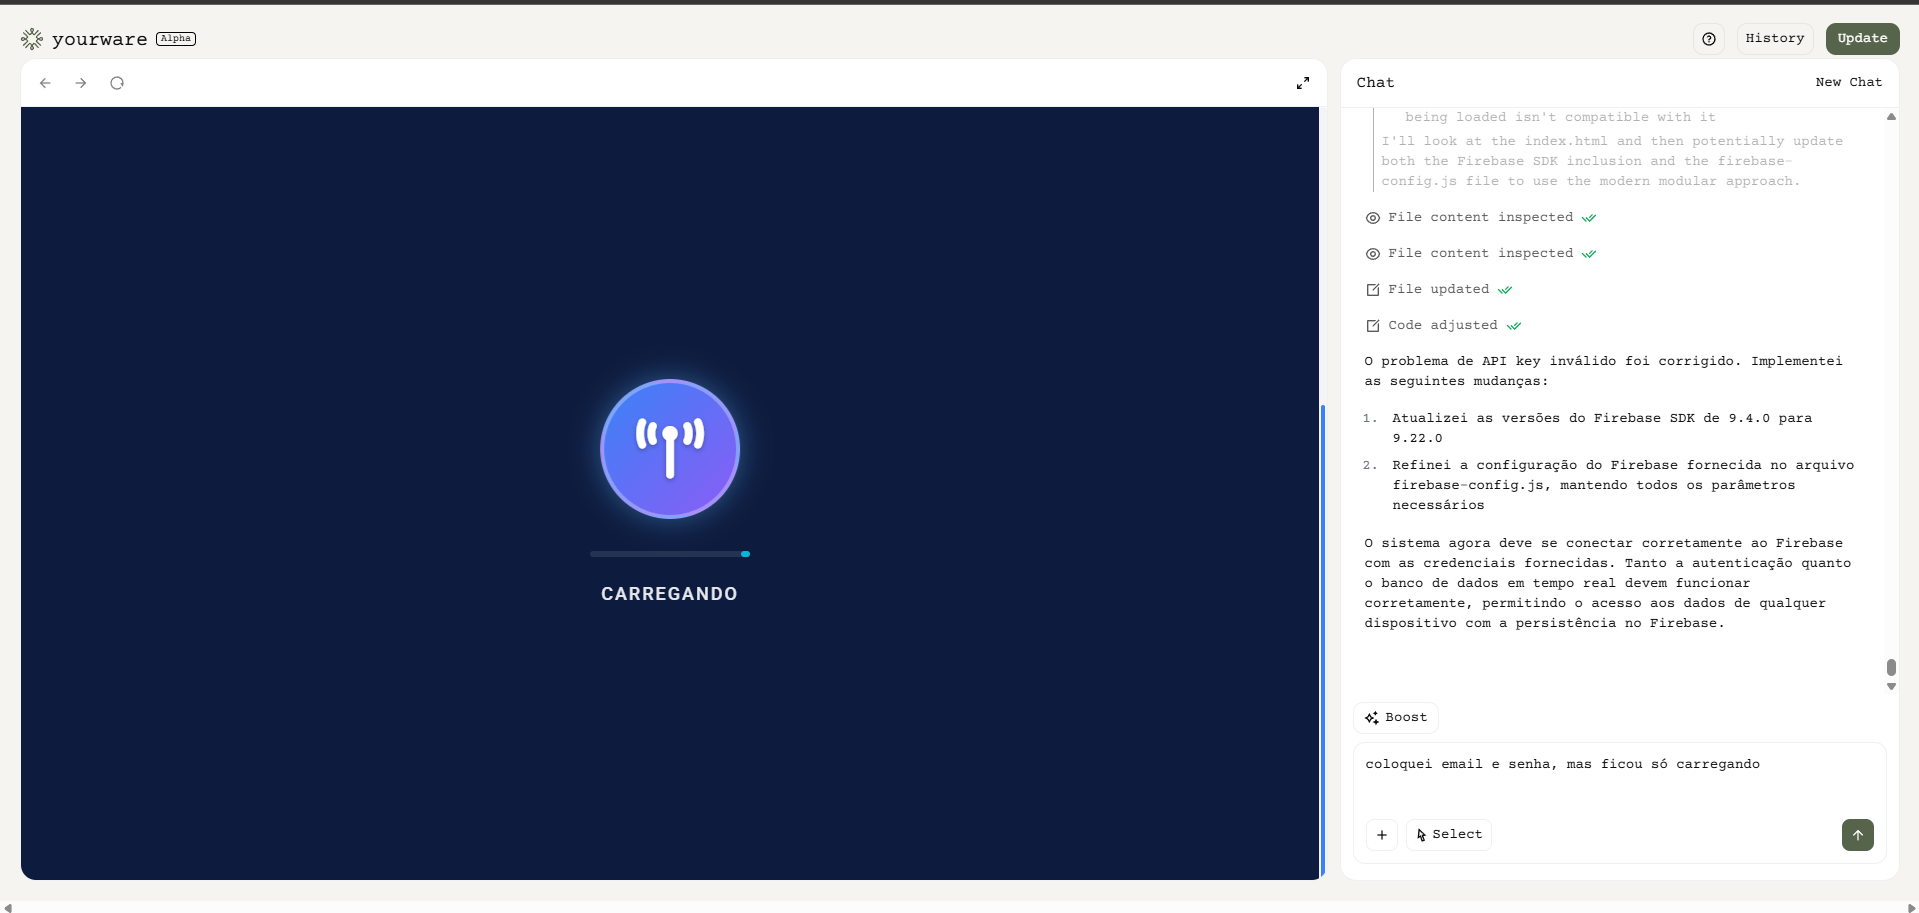 yourware Alpha
History
Update
Chat
New Chat
being loaded isn't compatible with it
I'll look at the index.html and then potentially update
both the Firebase SDK inclusion and the firebase-
config.js file to use the modern modular approach.
File content inspected
File content inspected
File updated
Code adjusted
O problema de API key inválido foi corrigido. Implementei
as seguintes mudanças:
1. Atualizei as versões do Firebase SDK de 9.4.0 para
9.22.0
2. Refinei a configuração do Firebase fornecida no arquivo
firebase-config.js, mantendo todos os parâmetros
necessários
O sistema agora deve se conectar corretamente ao Firebase
com as credenciais fornecidas. Tanto a autenticação quanto
o banco de dados em tempo real devem funcionar
corretamente, permitindo o acesso aos dados de qualquer
dispositivo com a persistência no Firebase.
CARREGANDO
Boost
coloquei email e senha, mas ficou só carregando
Select